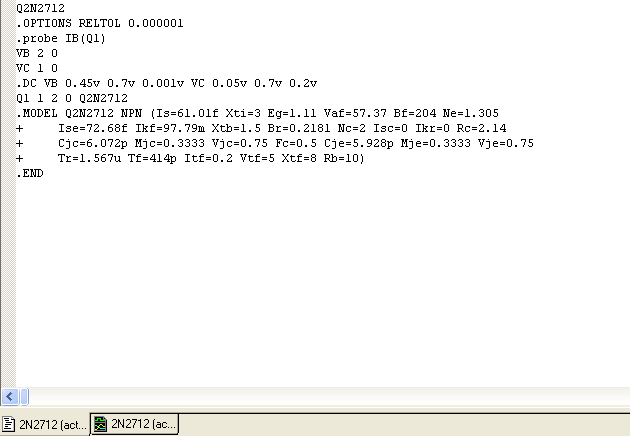 Q2N2712
.OPTIONS RELTOL 0.000001
.probe IB(Q1)
VB 2 0
VC 1 0
.DC VB 0.45v 0.7v 0.001v VC 0.05v 0.7v 0.2v
Q1 1 2 0 Q2N2712
.MODEL Q2N2712 NPN (Is=61.01f Xti=3 Eg=1.11 Vaf=57.37 Bf=204 Ne=1.305
+ Ise=72.68f Ikf=97.79m Xtb=1.5 Br=0.2181 Nc=2 Isc=0 Ikr=0 Rc=2.14
+ Cjc=6.072p Mjc=0.3333 Vjc=0.75 Fc=0.5 Cje=5.928p Mje=0.3333 Vje=0.75
+ Tr=1.567u Tf=414p Itf=0.2 Vtf=5 Xtf=8 Rb=10)
.END
2N2712 (act... 2N2712 (ac...